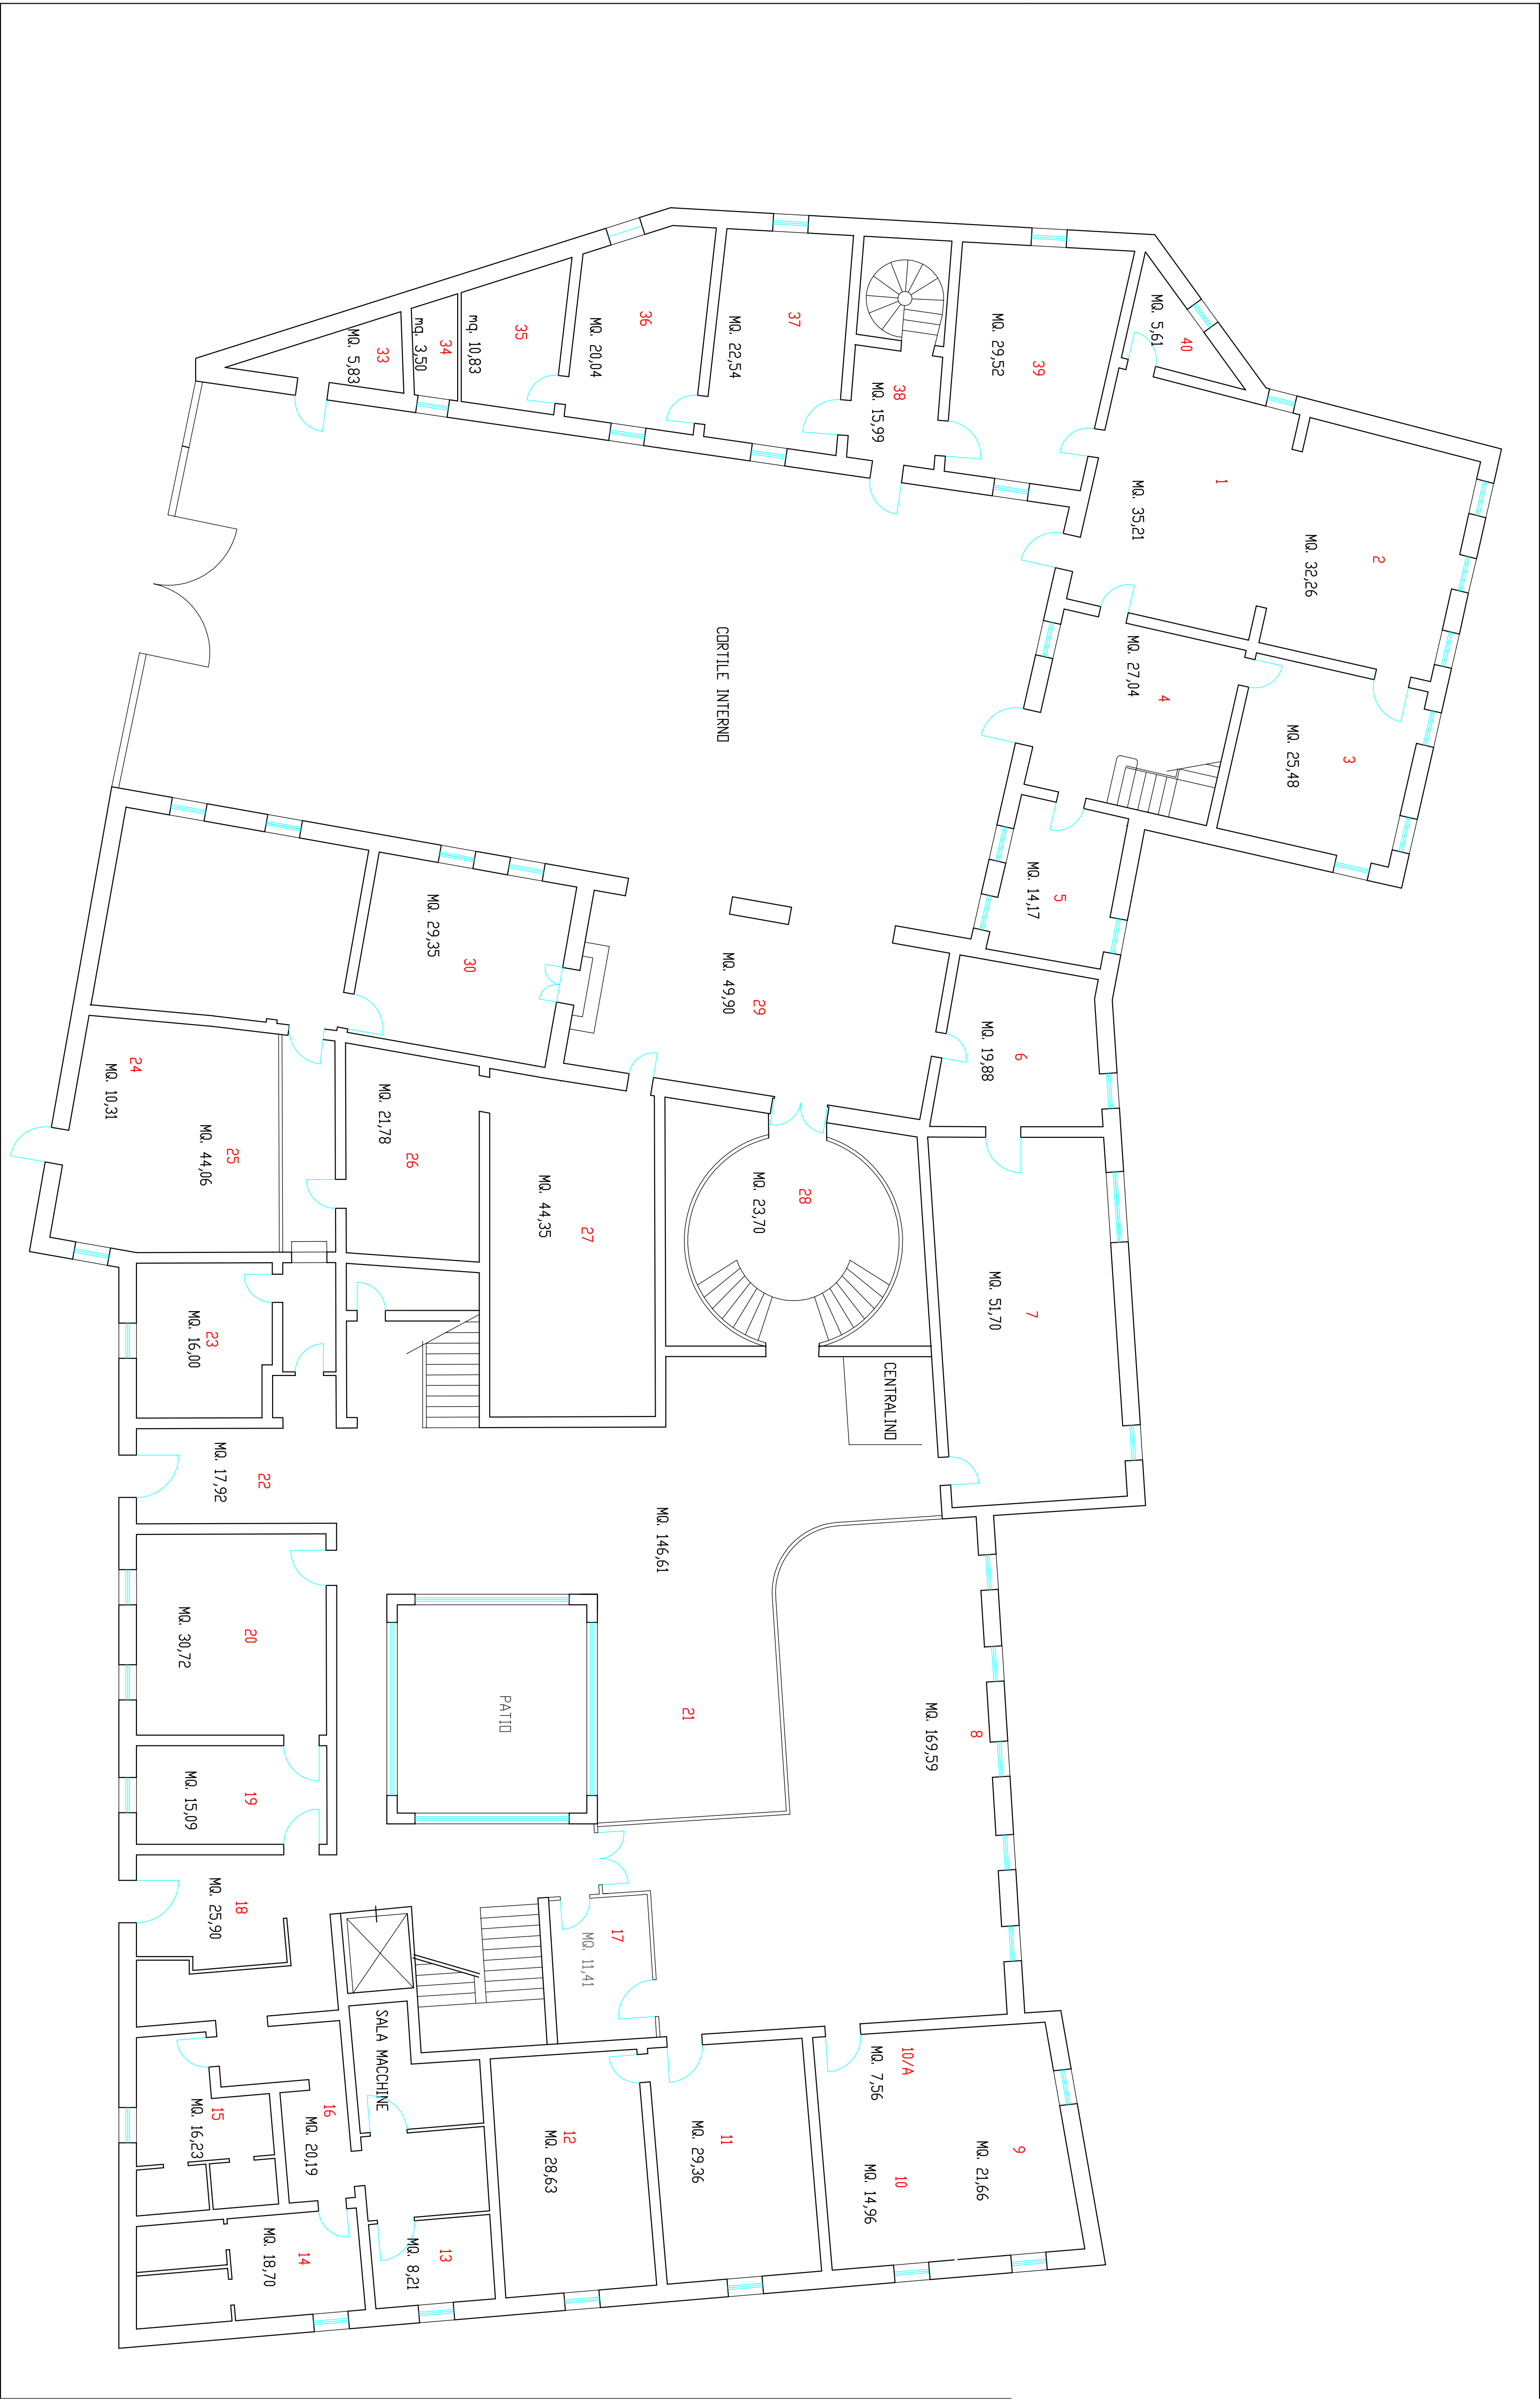 1
MQ. 35,21
2
MQ. 32,26
3
MQ. 25,48
4
MQ. 27,04
5
MQ. 14,17
6
MQ. 19,88
7
MQ. 51,70
8
MQ. 169,59
9
MQ. 21,66
10
MQ. 14,96
10/A
MQ. 7,56
11
MQ. 29,36
12
MQ. 28,63
13
MQ. 8,21
14
MQ. 18,70
15
MQ. 16,23
16
MQ. 20,19
SALA MACCHINE
17
MQ. 11,41
18
MQ. 25,90
19
MQ. 15,09
20
MQ. 30,72
PATIO
21
MQ. 146,61
22
MQ. 17,92
23
MQ. 16,00
24
MQ. 10,31
25
MQ. 44,06
26
MQ. 21,78
27
MQ. 44,35
28
MQ. 23,70
CENTRALINO
29
MQ. 49,90
30
MQ. 29,35
CORTILE INTERNO
33
MQ. 5,83
34
mq. 3,50
35
mq. 10,83
36
MQ. 20,04
37
MQ. 22,54
38
MQ. 15,99
39
MQ. 29,52
40
MQ. 5,61